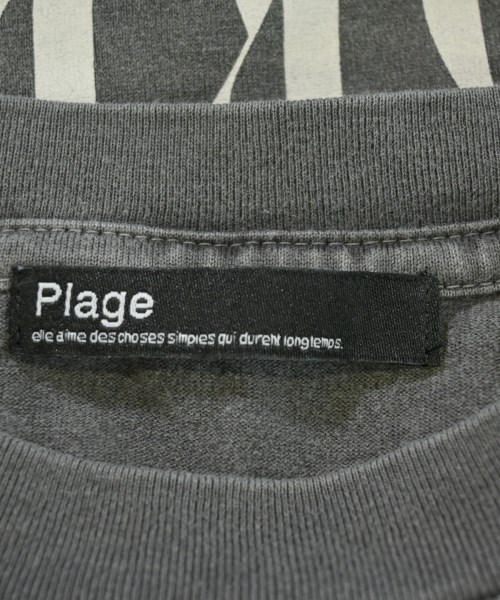 Plage
elle aime des choses simples qui durent longtemps.